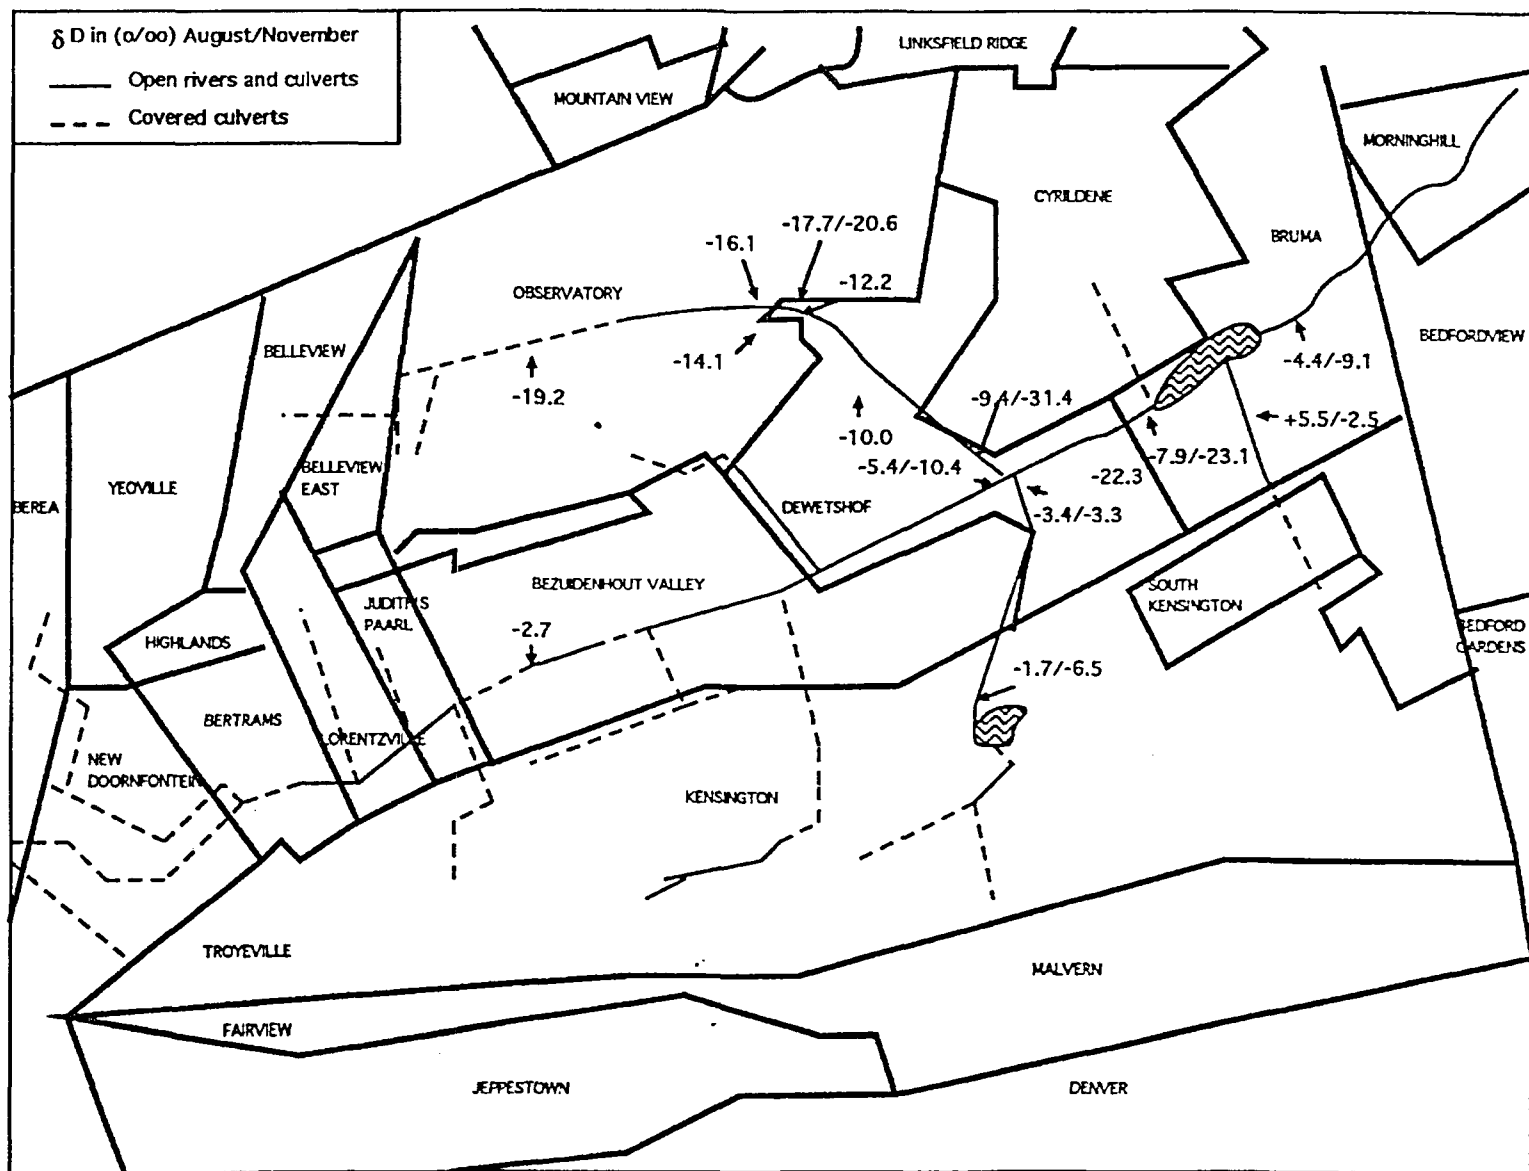 δ D in (o/oo) August/November
Open rivers and culverts
Covered culverts
LINKSFIELD RIDGE
MOUNTAIN VIEW
MORNINGHILL
CYRILDENE
BRUMA
-17.7/-20.6
-16.1
-12.2
OBSERVATORY
BEDFORDVIEW
BELLEVIEW
-14.1
-4.4/-9.1
-19.2
-9.4/-31.4
-10.0
+5.5/-2.5
-5.4/-10.4
-7.9/-23.1
BELLEVIEW
EAST
-22.3
YEOVILLE
BEREA
DEWETSHOF
-3.4/-3.3
BEZUIDENHOUT VALLEY
SOUTH
KENSINGTON
JUDITH'S
PAARL
BEDFORD
GARDENS
HIGHLANDS
-2.7
-1.7/-6.5
BERTRAMS
LORENTZVILLE
NEW
DOORNFONTEIN
KENSINGTON
TROYEVILLE
MALVERN
FAIRVIEW
JEPPESTOWN
DENVER